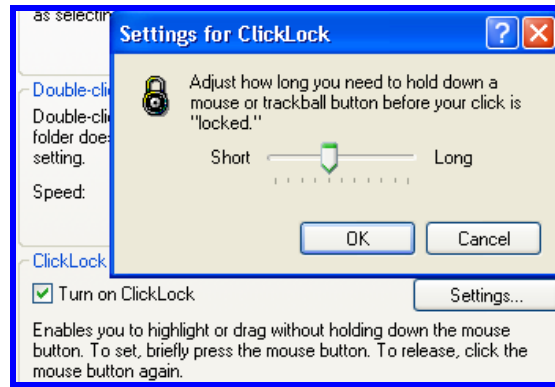 as selectin
Settings for ClickLock
Adjust how long you need to hold down a
mouse or trackball button before your click is
"locked."
Short
Long
OK
Cancel
Double-cli
Double-cli
folder doe
setting.
Speed:
ClickLock
Turn on ClickLock
Settings...
Enables you to highlight or drag without holding down the mouse
button. To set, briefly press the mouse button. To release, click the
mouse button again.